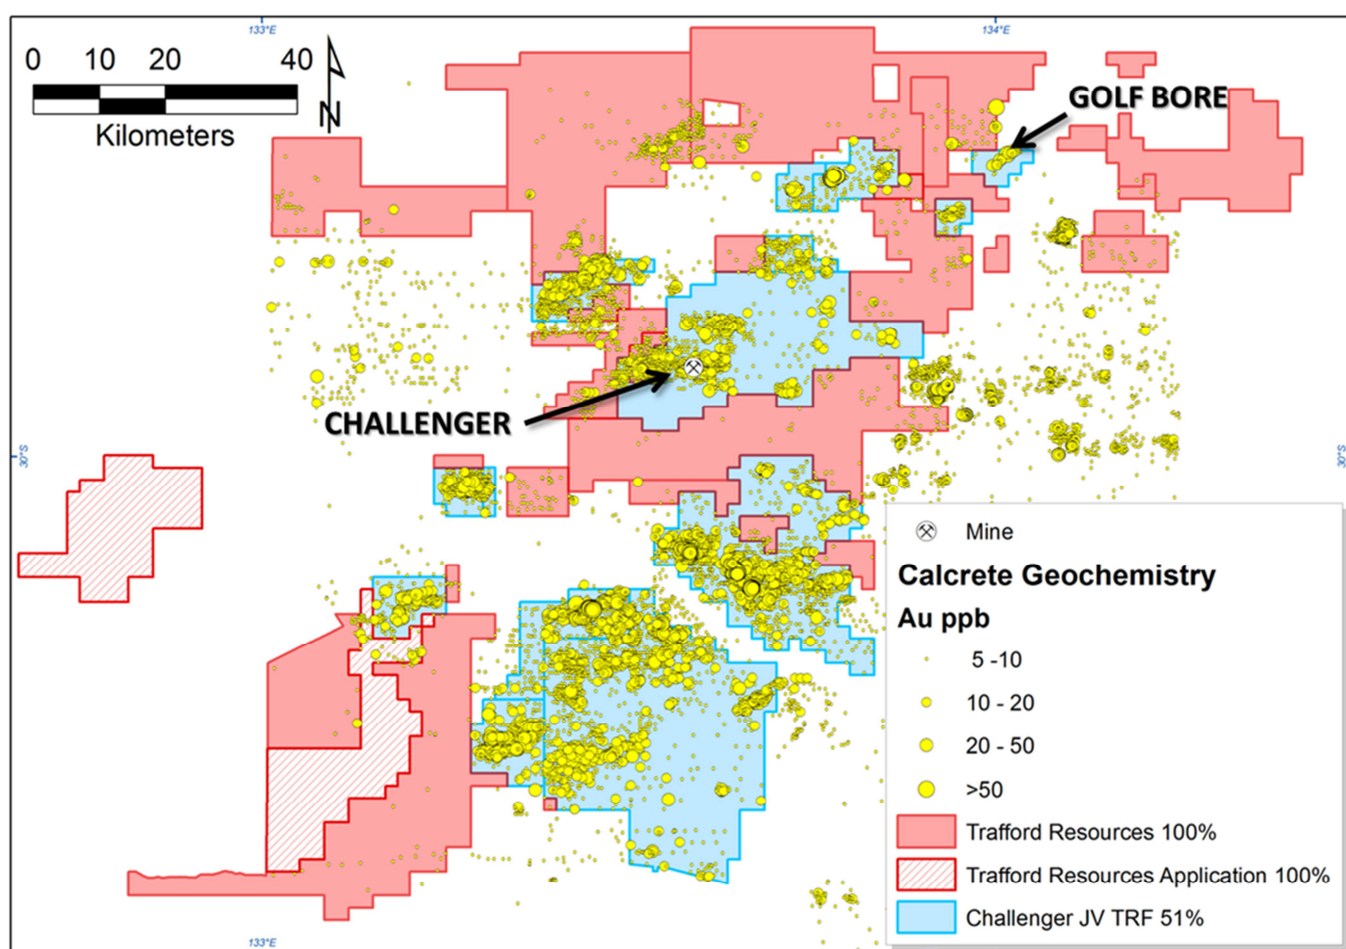 133°E
134°E
0 10 20 40
Kilometers
N
GOLF BORE
CHALLENGER
30°S
30°S
Mine
Calcrete Geochemistry
Au ppb
5 -10
10 - 20
20 - 50
>50
Trafford Resources 100%
Trafford Resources Application 100%
Challenger JV TRF 51%
133°E